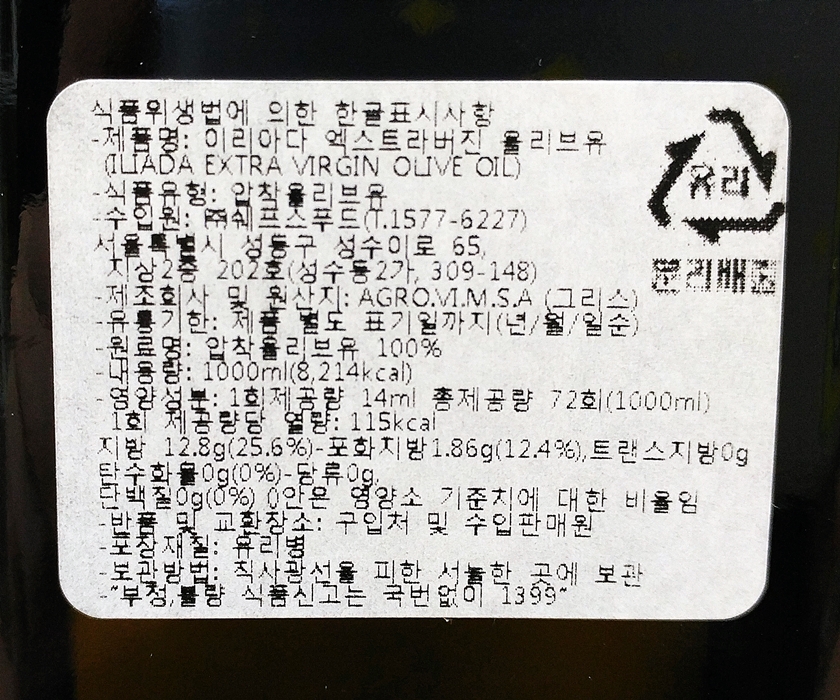 식품위생법에 의한 한글표시사항
-제품명: 이리아다 엑스트라버진 올리브유
(ILIADA EXTRA VIRGIN OLIVE OIL)
-식품유형: 압착올리브유
-수입원: ㈜쉐프스푸드(T.1577-6227)
서울특별시 성동구 성수이로 65,
지상2층 202호(성수동2가, 309-148)
-제조회사 및 원산지: AGRO.VI.M.S.A (그리스)
-유통기한: 제품 별도 표기일까지(년/월/일순)
-원료명: 압착올리브유 100%
-내용량: 1000ml(8,214kcal)
-영양성분: 1회제공량 14ml 총제공량 72회(1000ml)
1회 제공량당 열량: 115kcal
지방 12.8g(25.6%)-포화지방1.86g(12.4%),트랜스지방0g
탄수화물0g(0%)-당류0g,
단백질0g(0%) ()안은 영양소 기준치에 대한 비율임
-반품 및 교환장소: 구입처 및 수입판매원
-포장재질: 유리병
-보관방법: 직사광선을 피한 서늘한 곳에 보관
-"부정,불량 식품신고는 국번없이 1399"
유리
분리배출